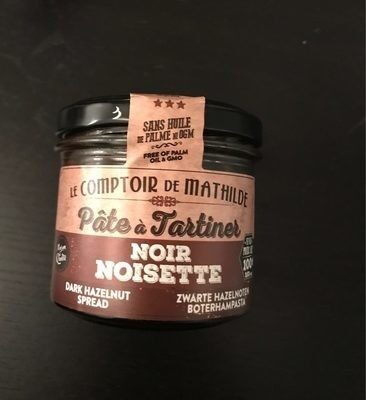 SANS HUILE
DE PALME NI OGM
FREE OF PALM
OIL & GMO
LE COMPTOIR DE MATHILDE
Pâte à Tartiner
NOIR
NOISETTE
DARK HAZELNUT
SPREAD
ZWARTE HAZELNOTEN
BOTERHAMPASTA